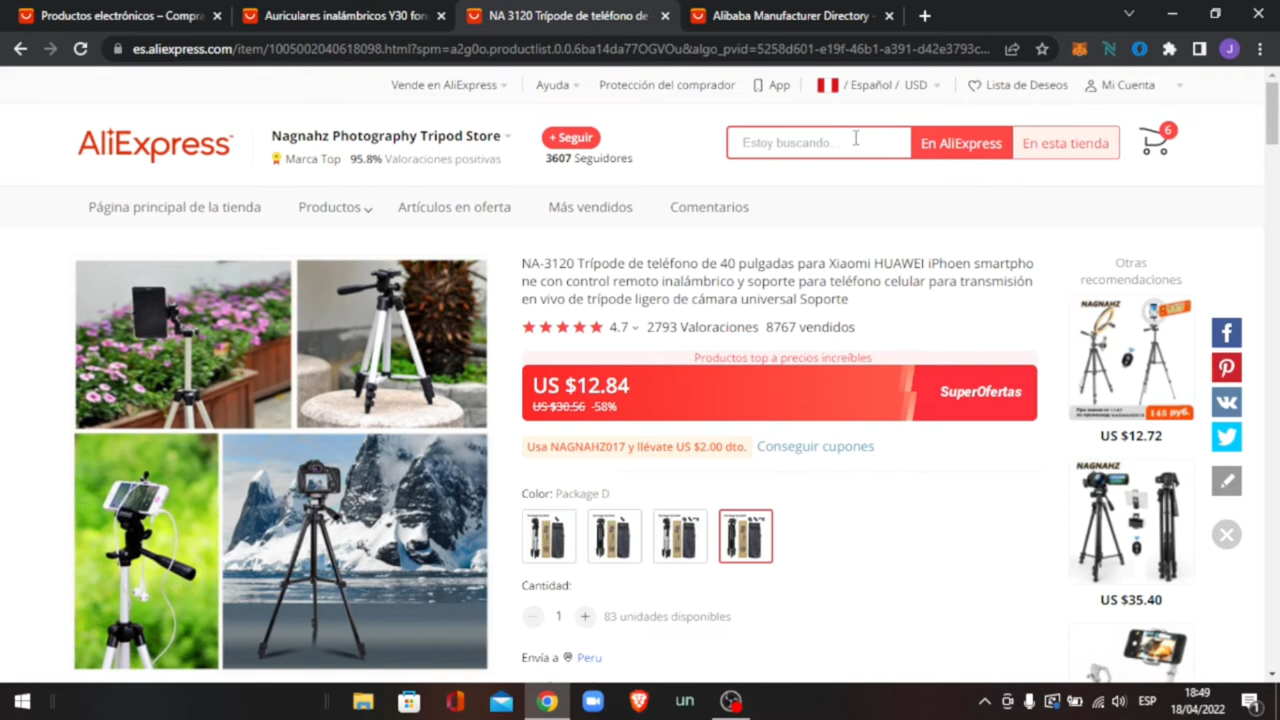 Productos electrónicos – Compra
Auriculares inalámbricos Y30 fon
NA 3120 Trípode de teléfono de
Alibaba Manufacturer Directory -
es.aliexpress.com/item/1005002040618098.html?spm=a2g0o.productlist.0.0.6ba14da77OGVOu&algo_pvid=5258d601-e19f-46b1-a391-d42e3793c...
J
Vende en AliExpress
Ayuda
Protección del comprador
App
/ Español / USD
Lista de Deseos
Mi Cuenta
AliExpress
Nagnahz Photography Tripod Store
Marca Top 95.8% Valoraciones positivas
+ Seguir
3607 Seguidores
Estoy buscando...
En AliExpress
En esta tienda
6
Página principal de la tienda
Productos
Artículos en oferta
Más vendidos
Comentarios
NA-3120 Trípode de teléfono de 40 pulgadas para Xiaomi HUAWEI iPhoen smartpho
ne con control remoto inalámbrico y soporte para teléfono celular para transmisión
en vivo de trípode ligero de cámara universal Soporte
4.7 2793 Valoraciones 8767 vendidos
Productos top a precios increíbles
US $12.84
US $30.56 -58%
SuperOfertas
Usa NAGNAHZ017 y llévate US $2.00 dto.
Conseguir cupones
Color: Package D
Cantidad:
1
83 unidades disponibles
Envía a Peru
Otras
recomendaciones
NAGNAHZ
145 руб.
US $12.72
NAGNAHZ
US $35.40
un
ESP
18:49
18/04/2022
1